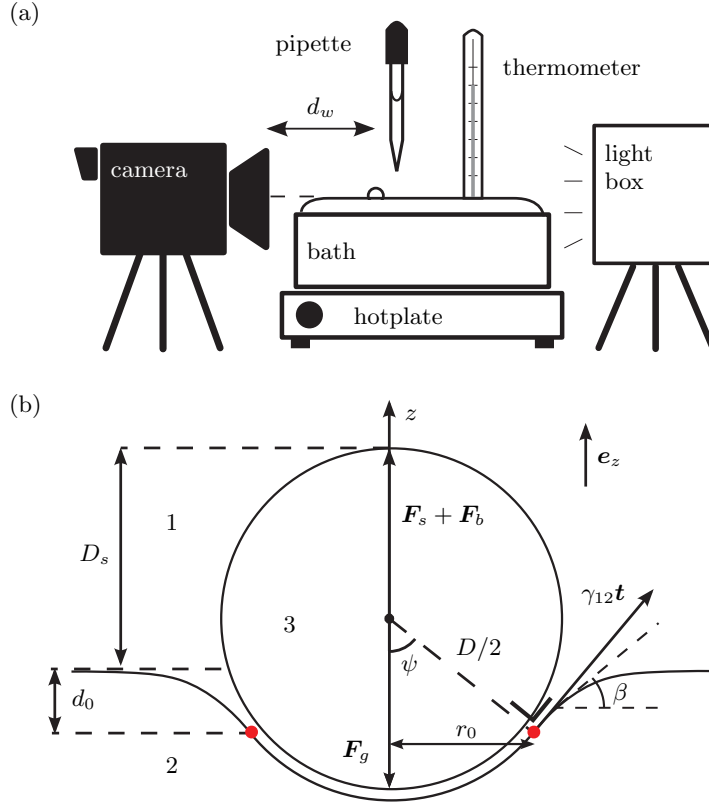 (a)
pipette
thermometer
d_w
camera
light
box
bath
hotplate
(b)
z
e_z
1
F_s + F_b
D_s
γ_12 t
3
D/2
ψ
β
d_0
r_0
F_g
2